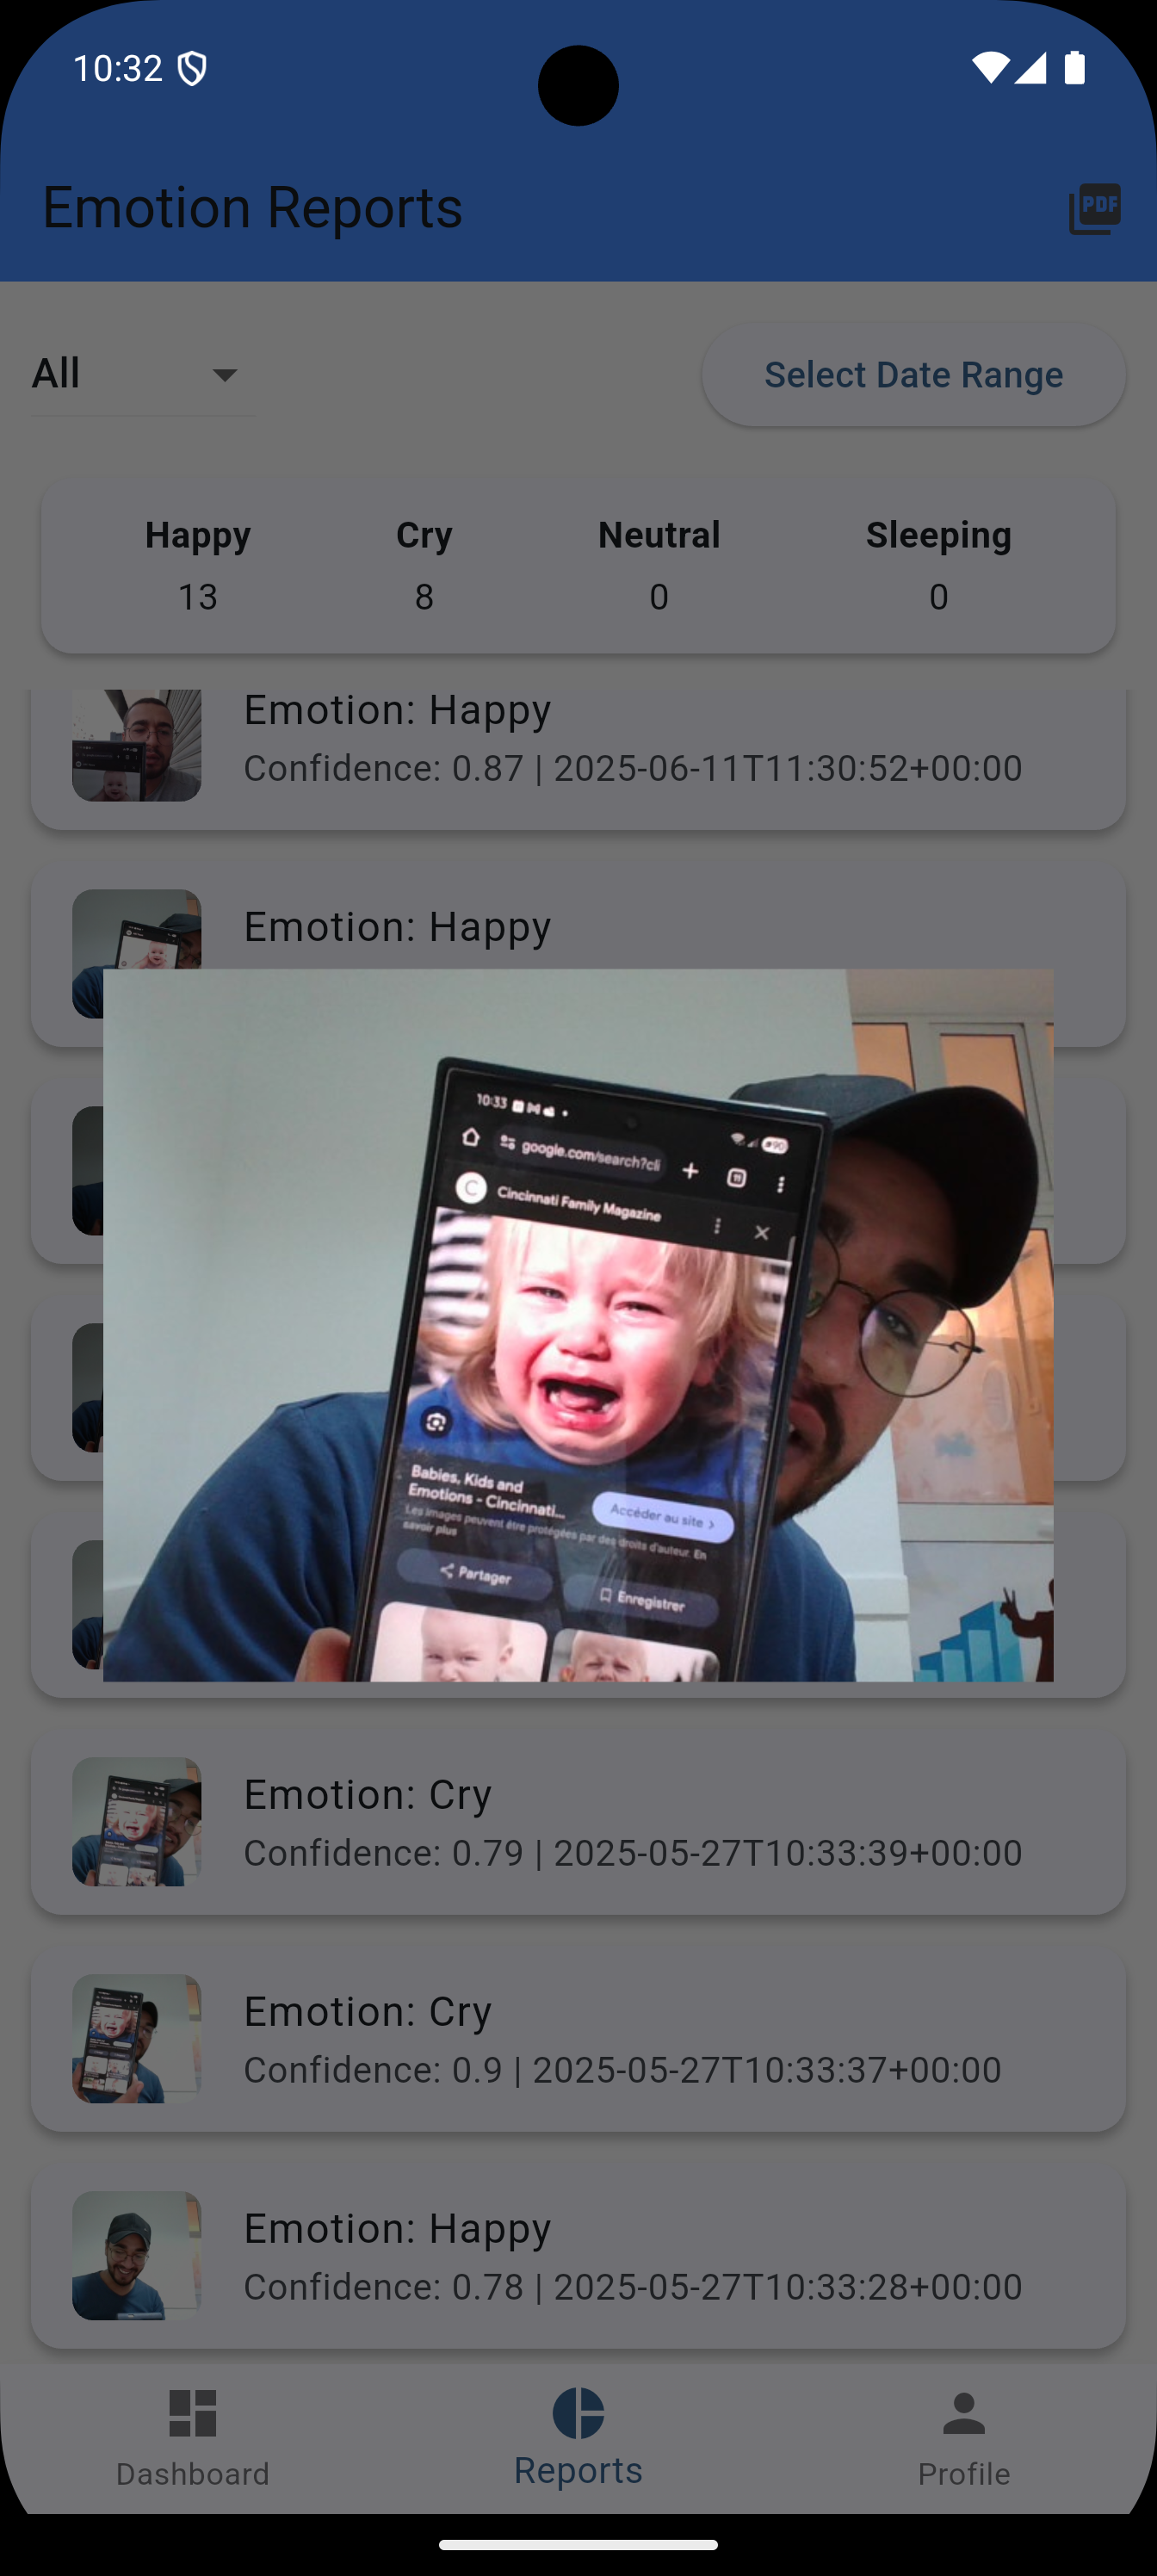 10:32
Emotion Reports
PDF
All
Select Date Range
Happy Cry Neutral Sleeping
13 8 0 0
Emotion: Happy
Confidence: 0.87 | 2025-06-11T11:30:52+00:00
Emotion: Happy
10:33
90
google.com/search?cli
C Cincinnati Family Magazine
Babies, Kids and
Emotions - Cincinnati...
Accéder au site >
Les images peuvent être protégées par des droits d'auteur. En
savoir plus
Partager
Enregistrer
Emotion: Cry
Confidence: 0.79 | 2025-05-27T10:33:39+00:00
Emotion: Cry
Confidence: 0.9 | 2025-05-27T10:33:37+00:00
Emotion: Happy
Confidence: 0.78 | 2025-05-27T10:33:28+00:00
Dashboard
Reports
Profile